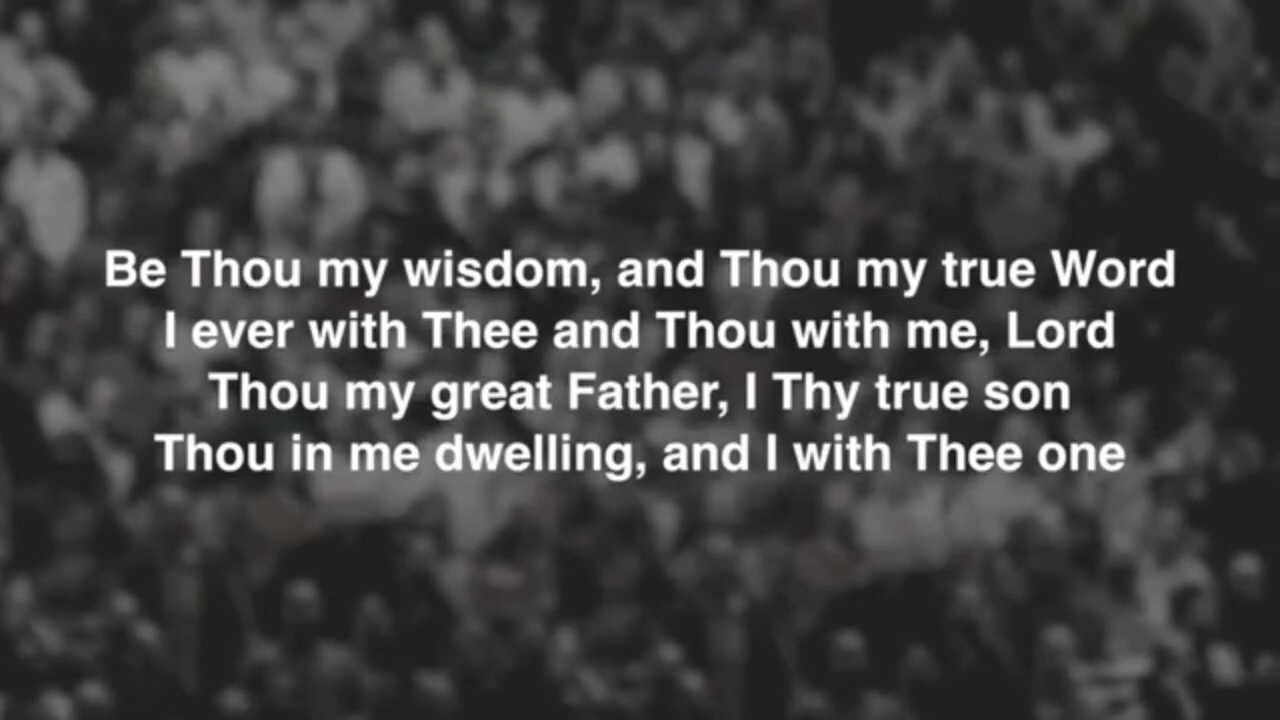 Be Thou my wisdom, and Thou my true Word
I ever with Thee and Thou with me, Lord
Thou my great Father, I Thy true son
Thou in me dwelling, and I with Thee one